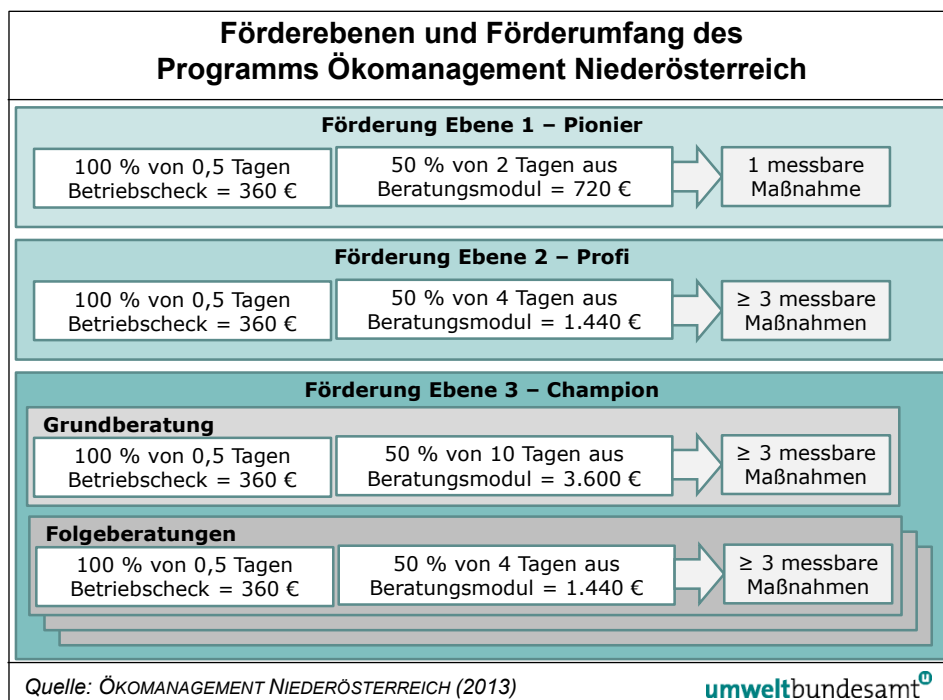 Förderebenen und Förderumfang des
Programms Ökomanagement Niederösterreich
Förderung Ebene 1 – Pionier
100 % von 0,5 Tagen
Betriebscheck = 360 €
50 % von 2 Tagen aus
Beratungsmodul = 720 €
1 messbare
Maßnahme
Förderung Ebene 2 – Profi
100 % von 0,5 Tagen
Betriebscheck = 360 €
50 % von 4 Tagen aus
Beratungsmodul = 1.440 €
≥ 3 messbare
Maßnahmen
Förderung Ebene 3 – Champion
Grundberatung
100 % von 0,5 Tagen
Betriebscheck = 360 €
50 % von 10 Tagen aus
Beratungsmodul = 3.600 €
≥ 3 messbare
Maßnahmen
Folgeberatungen
100 % von 0,5 Tagen
Betriebscheck = 360 €
50 % von 4 Tagen aus
Beratungsmodul = 1.440 €
≥ 3 messbare
Maßnahmen
Quelle: ÖKOMANAGEMENT NIEDERÖSTERREICH (2013)
umweltbundesamt<sup>u</sup>